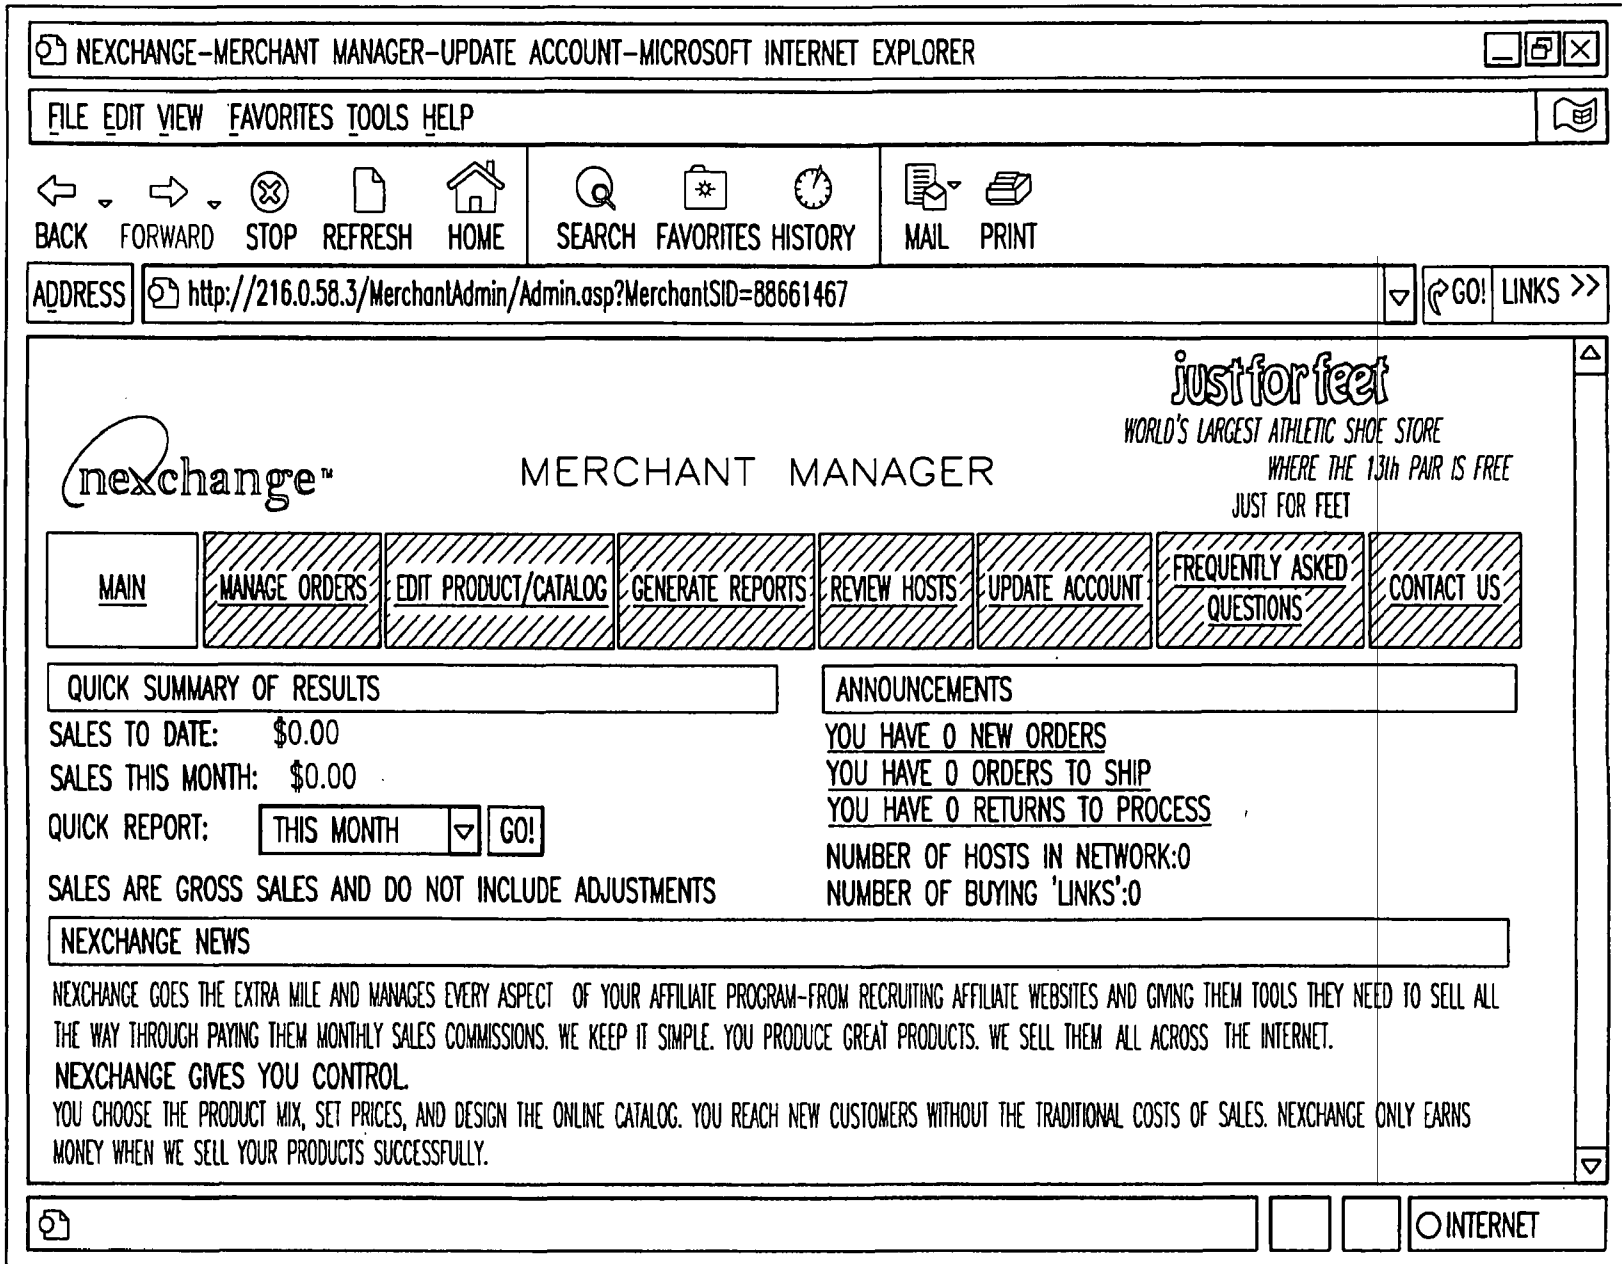 NEXCHANGE-MERCHANT MANAGER-UPDATE ACCOUNT-MICROSOFT INTERNET EXPLORER
FILE EDIT VIEW FAVORITES TOOLS HELP
BACK FORWARD STOP REFRESH HOME SEARCH FAVORITES HISTORY MAIL PRINT
ADDRESS http://216.0.58.3/MerchantAdmin/Admin.asp?MerchantSID=88661467 GO! LINKS >>
just for feet
WORLD'S LARGEST ATHLETIC SHOE STORE
WHERE THE 13th PAIR IS FREE
JUST FOR FEET
nexchange™ MERCHANT MANAGER
MAIN MANAGE ORDERS EDIT PRODUCT/CATALOG GENERATE REPORTS REVIEW HOSTS UPDATE ACCOUNT FREQUENTLY ASKED QUESTIONS CONTACT US
QUICK SUMMARY OF RESULTS
SALES TO DATE: $0.00
SALES THIS MONTH: $0.00
QUICK REPORT: THIS MONTH GO!
SALES ARE GROSS SALES AND DO NOT INCLUDE ADJUSTMENTS
ANNOUNCEMENTS
YOU HAVE 0 NEW ORDERS
YOU HAVE 0 ORDERS TO SHIP
YOU HAVE 0 RETURNS TO PROCESS
NUMBER OF HOSTS IN NETWORK:0
NUMBER OF BUYING 'LINKS':0
NEXCHANGE NEWS
NEXCHANGE GOES THE EXTRA MILE AND MANAGES EVERY ASPECT OF YOUR AFFILIATE PROGRAM-FROM RECRUITING AFFILIATE WEBSITES AND GIVING THEM TOOLS THEY NEED TO SELL ALL
THE WAY THROUGH PAYING THEM MONTHLY SALES COMMISSIONS. WE KEEP IT SIMPLE. YOU PRODUCE GREAT PRODUCTS. WE SELL THEM ALL ACROSS THE INTERNET.
NEXCHANGE GIVES YOU CONTROL.
YOU CHOOSE THE PRODUCT MIX, SET PRICES, AND DESIGN THE ONLINE CATALOG. YOU REACH NEW CUSTOMERS WITHOUT THE TRADITIONAL COSTS OF SALES. NEXCHANGE ONLY EARNS
MONEY WHEN WE SELL YOUR PRODUCTS SUCCESSFULLY.
INTERNET